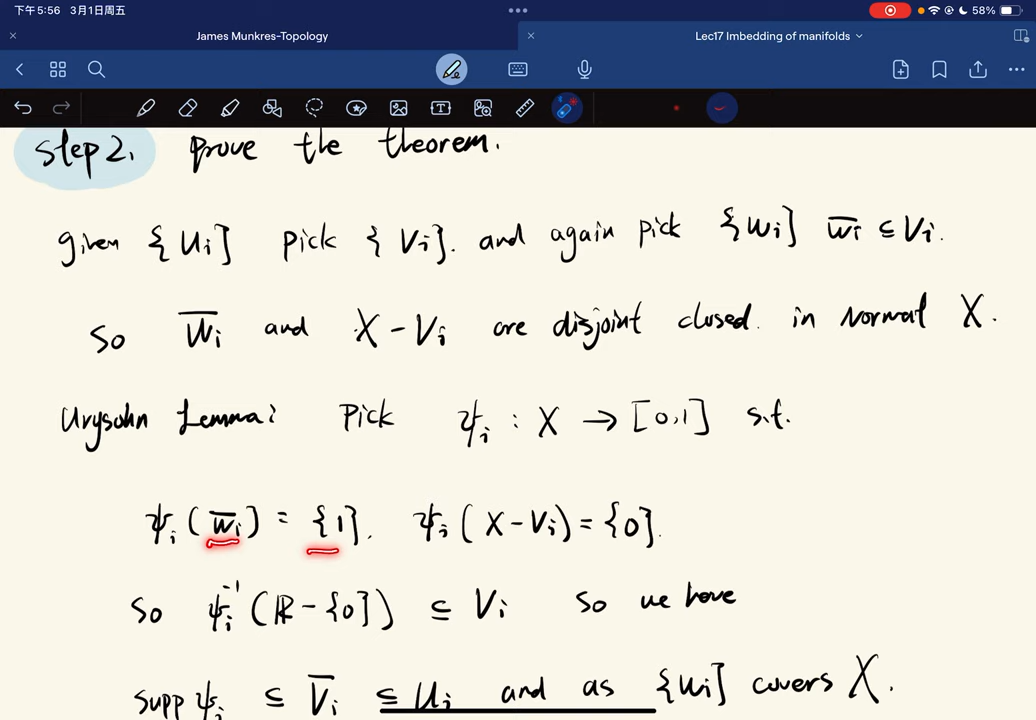 下午5:56 3月1日周五 58%
James Munkres-Topology Lec17 Imbedding of manifolds
step 2. prove the theorem.
given {Ui} pick {Vi}. and again pick {Wi} W̅i ⊆ Vi.
So W̅i and X - Vi are disjoint closed. in normal X.
Urysohn Lemma: Pick ψi : X → [0,1] s.t.
ψi(W̅i) = {1}. ψi(X-Vi) = {0}.
So ψi⁻¹(ℝ-{0}) ⊆ Vi so we have
supp ψi ⊆ V̅i ⊆ Ui and as {Wi} covers X.